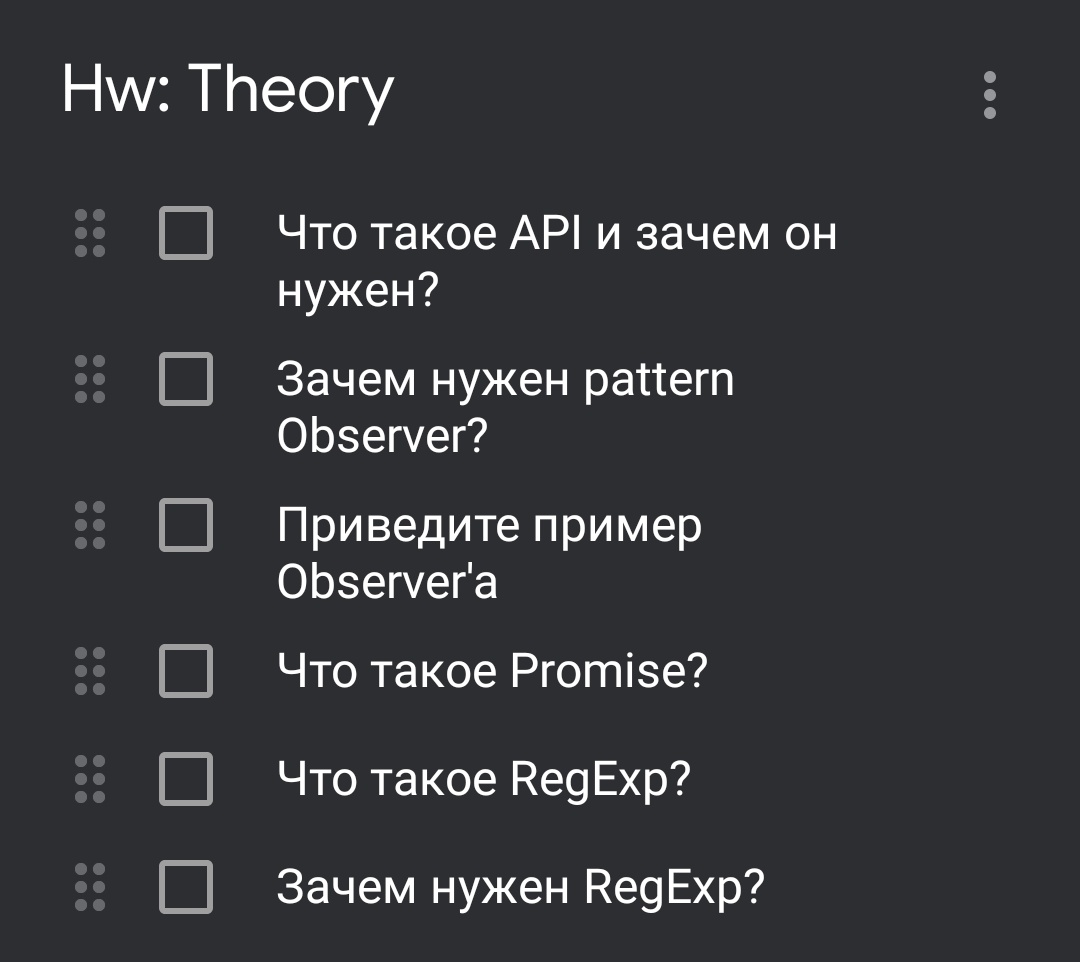 Hw: Theory
Что такое API и зачем он
нужен?
Зачем нужен pattern
Observer?
Приведите пример
Observer'a
Что такое Promise?
Что такое RegExp?
Зачем нужен RegExp?